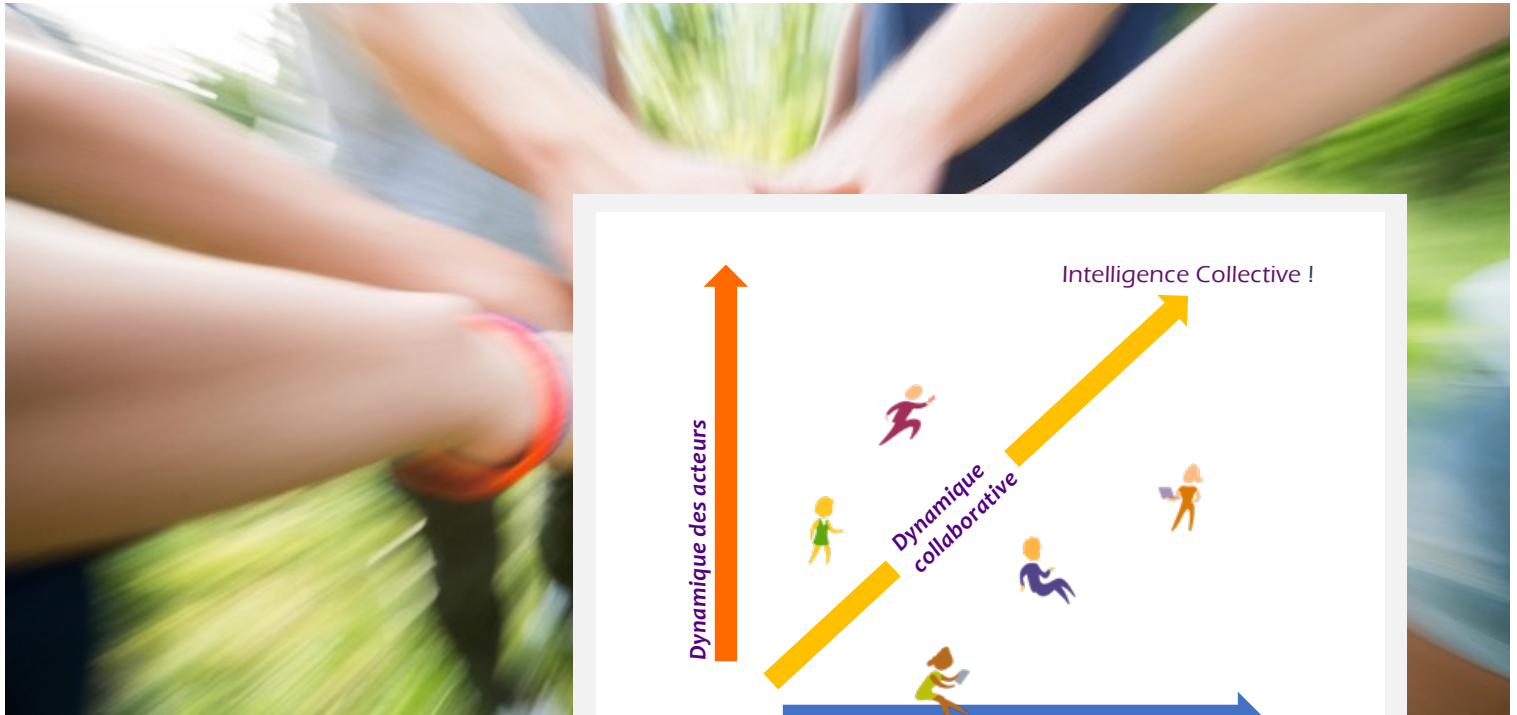 Intelligence Collective !
Dynamique des acteurs
Dynamique
collaborative